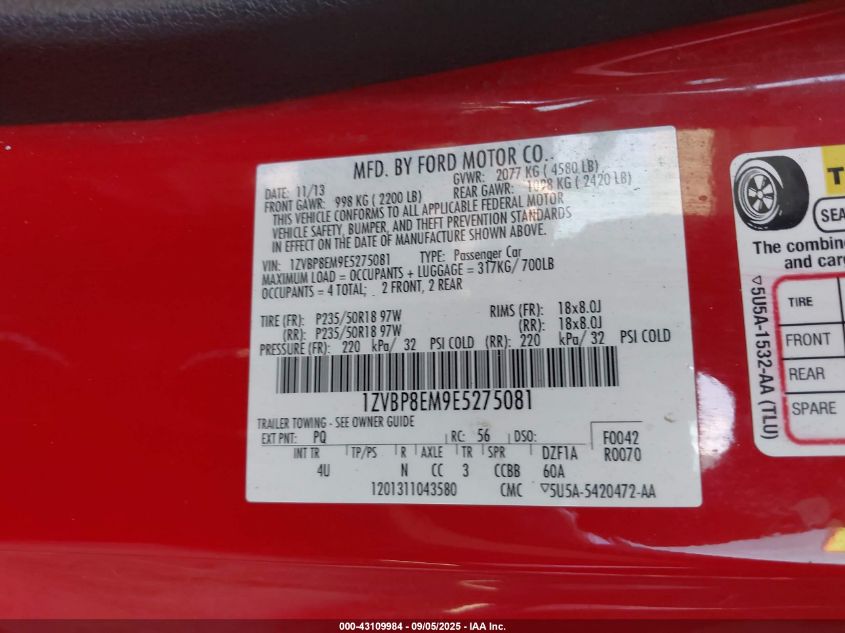 MFD. BY FORD MOTOR CO.
DATE: 11/13 GVWR: 2077 KG ( 4580 LB)
FRONT GAWR: 998 KG ( 2200 LB) REAR GAWR: 1098 KG ( 2420 LB)
THIS VEHICLE CONFORMS TO ALL APPLICABLE FEDERAL MOTOR
VEHICLE SAFETY, BUMPER, AND THEFT PREVENTION STANDARDS
IN EFFECT ON THE DATE OF MANUFACTURE SHOWN ABOVE.
VIN: 1ZVBP8EM9E5275081 TYPE: Passenger Car
MAXIMUM LOAD = OCCUPANTS + LUGGAGE = 317KG/700LB
OCCUPANTS = 4 TOTAL; 2 FRONT, 2 REAR
TIRE (FR): P235/50R18 97W RIMS (FR): 18x8.0J
(RR): P235/50R18 97W (RR): 18x8.0J
PRESSURE (FR): 220 kPa/ 32 PSI COLD (RR): 220 kPa/ 32 PSI COLD
1ZVBP8EM9E5275081
TRAILER TOWING - SEE OWNER GUIDE
EXT PNT: PQ RC: 56 DSO: F0042
INT TR TP/PS R AXLE TR SPR DZF1A R0070
4U N CC 3 CCBB 60A
1201311043580 CMC ▽5U5A-5420472-AA
T
SEA
The combin
and car
TIRE
FRONT
REAR
SPARE
▽5U5A-1532-AA (TLU)
000-43109984 - 09/05/2025 - IAA Inc.